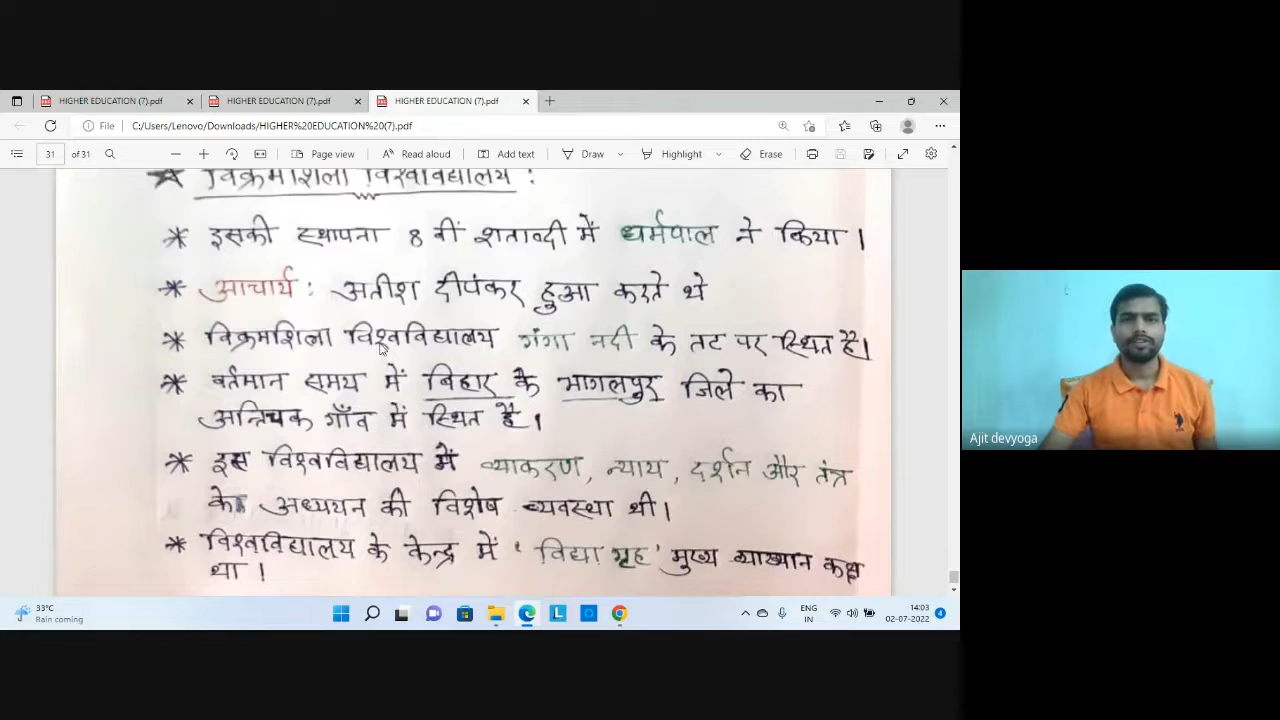 HIGHER EDUCATION (7).pdf
HIGHER EDUCATION (7).pdf
HIGHER EDUCATION (7).pdf
File C:/Users/Lenovo/Downloads/HIGHER%20EDUCATION%20(7).pdf
31 of 31 Page view Read aloud Add text Draw Highlight Erase
विक्रमशिला विश्वविद्यालय :
* इसकी स्थापना 8 वीं शताब्दी में धर्मपाल ने किया ।
* आचार्य : अतीश दीपंकर हुआ करते थे
* विक्रमशिला विश्वविद्यालय गंगा नदी के तट पर स्थित है।
* वर्तमान समय में बिहार के भागलपुर जिले का
अन्तिचक गाँव में स्थित है।
* इस विश्वविद्यालय में व्याकरण, न्याय, दर्शन और तंत्र
के अध्ययन की विशेष व्यवस्था थी।
* विश्वविद्यालय के केन्द्र में 'विद्या गृह' मुख्य व्याख्यान कक्ष
था ।
Ajit devyoga
33°C
Rain coming
ENG
IN
14:03
02-07-2022
4